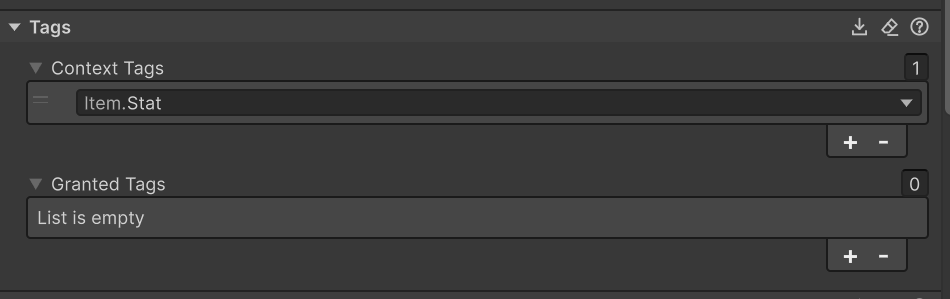 Tags
Context Tags
1
Item.Stat
+ -
Granted Tags
0
List is empty
+ -